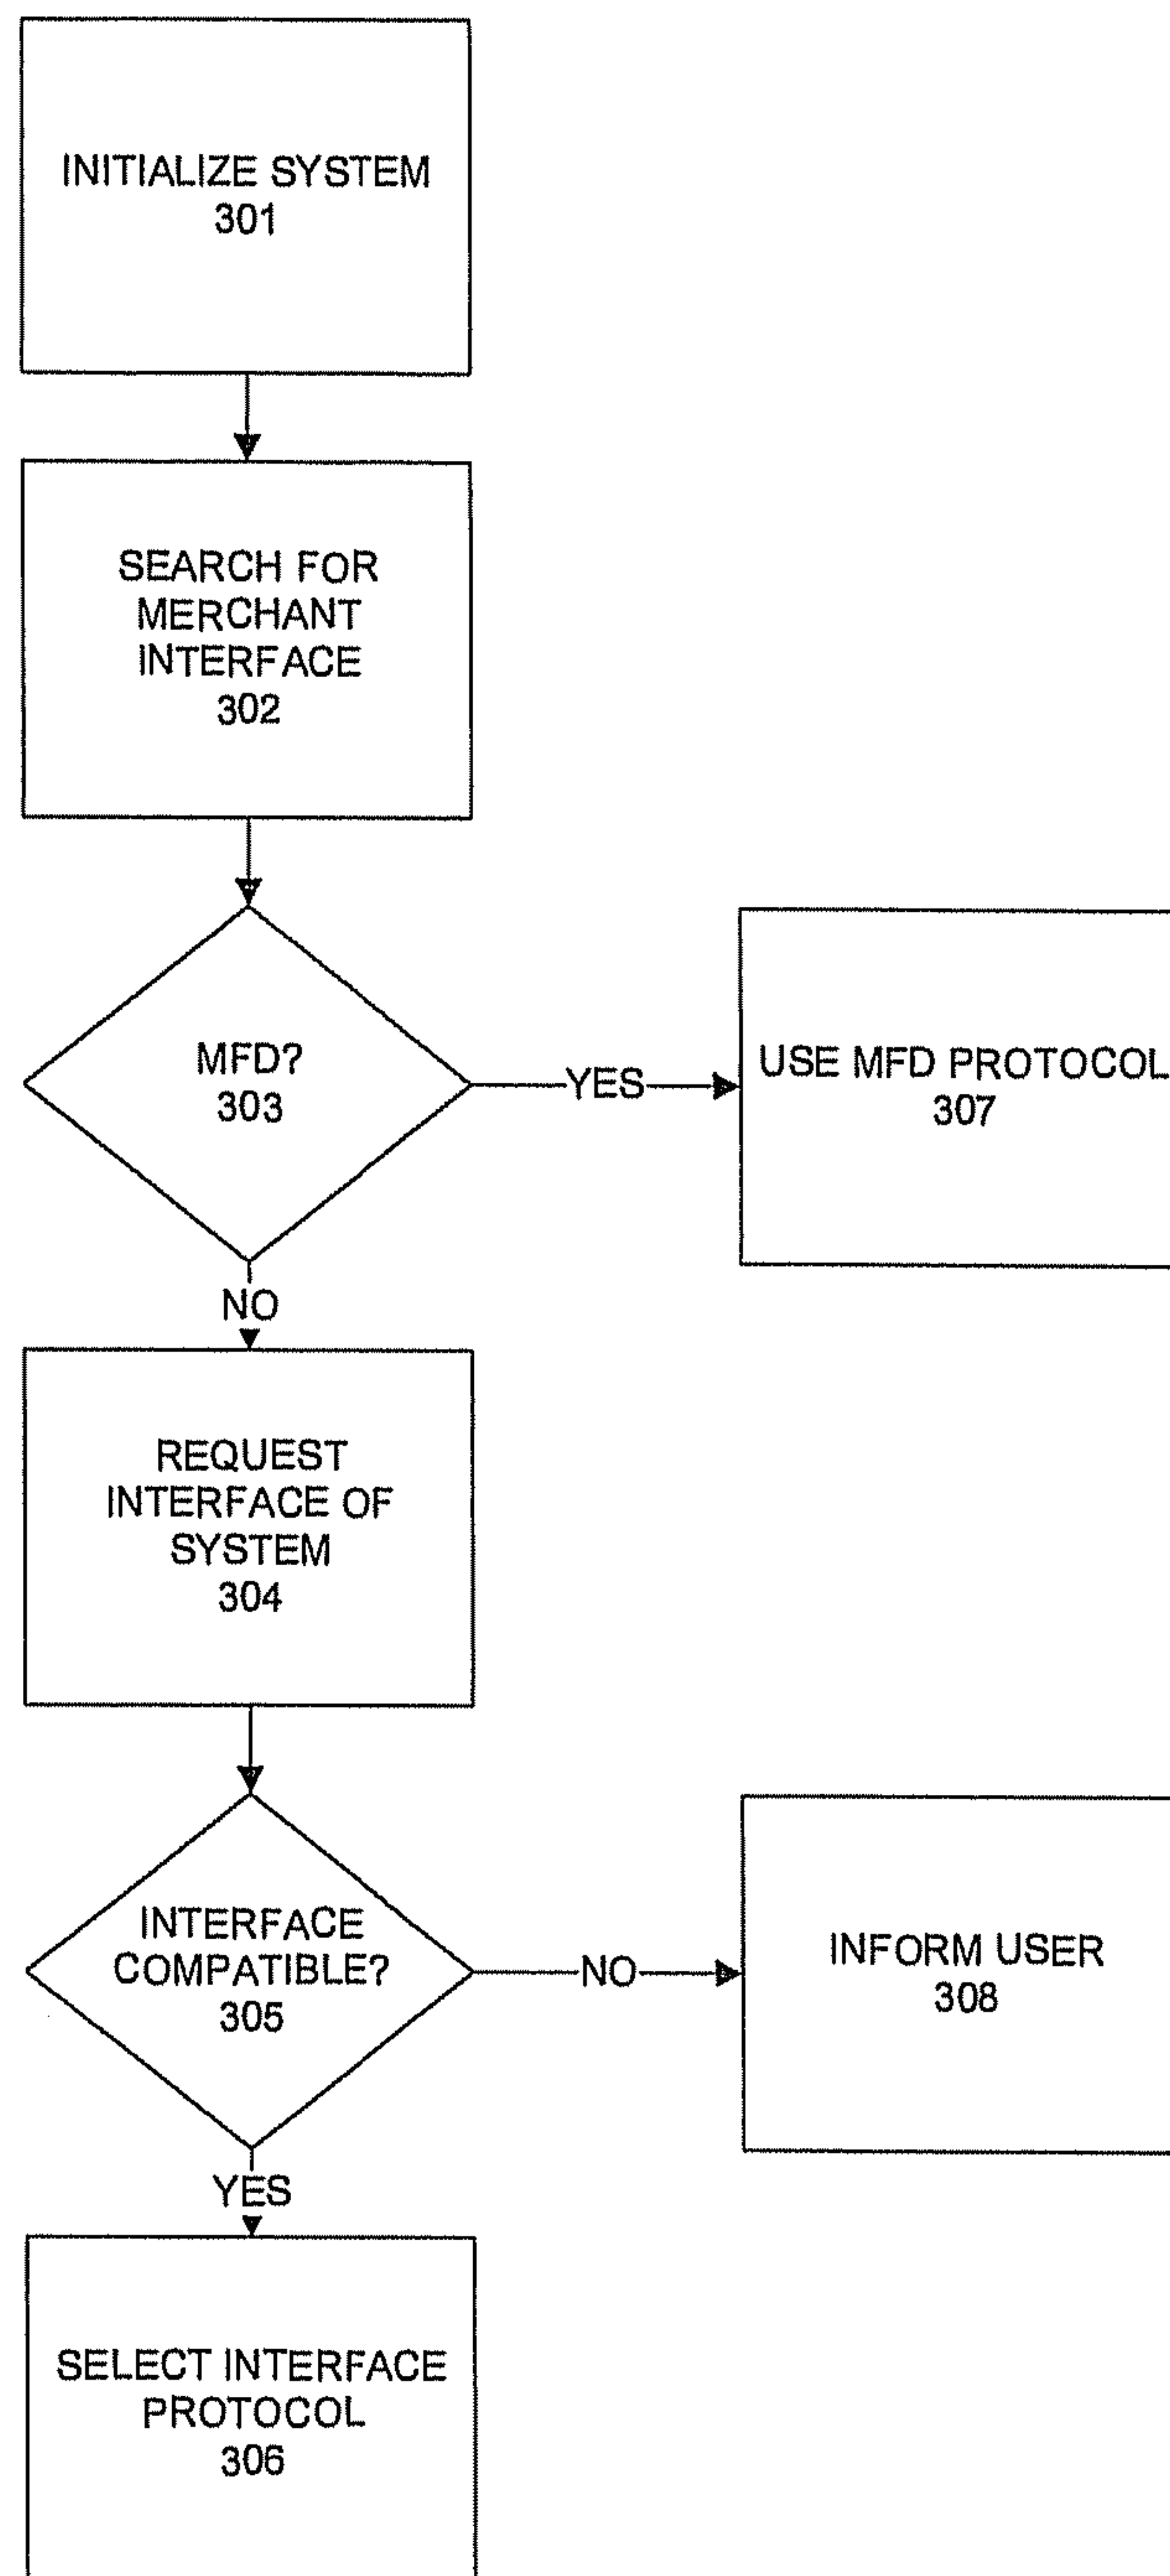 INITIALIZE SYSTEM
301
SEARCH FOR
MERCHANT
INTERFACE
302
MFD?
303
YES
USE MFD PROTOCOL
307
NO
REQUEST
INTERFACE OF
SYSTEM
304
INTERFACE
COMPATIBLE?
305
NO
INFORM USER
308
YES
SELECT INTERFACE
PROTOCOL
306